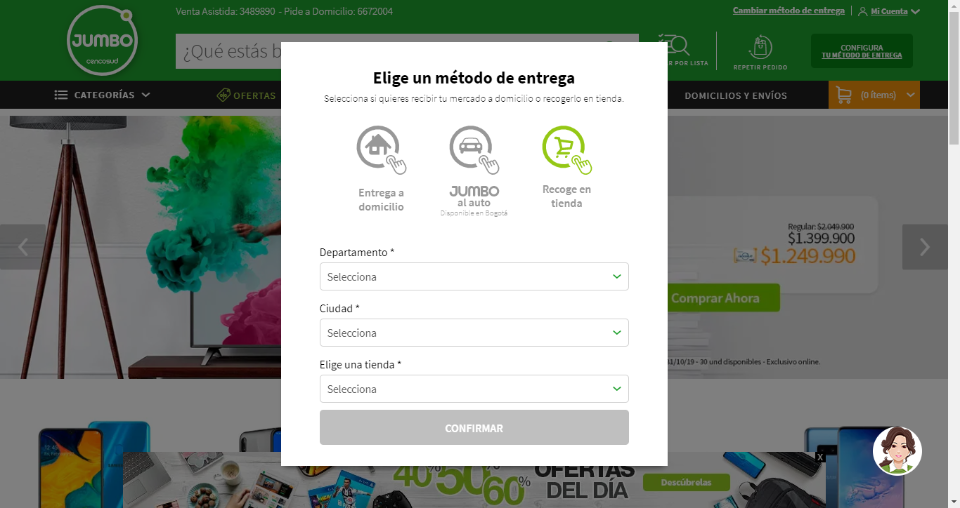 Venta Asistida: 3489890 - Pide a Domicilio: 6672004
Cambiar método de entrega
Mi Cuenta
JUMBO
cencosud
¿Qué estás b
R POR LISTA
REPETIR PEDIDO
CONFIGURA
TU MÉTODO DE ENTREGA
CATEGORÍAS
OFERTAS
DOMICILIOS Y ENVÍOS
(0 ítems)
Elige un método de entrega
Selecciona si quieres recibir tu mercado a domicilio o recogerlo en tienda.
Entrega a
domicilio
JUMBO
al auto
Disponible en Bogotá
Recoge en
tienda
Departamento *
Selecciona
Ciudad *
Selecciona
Elige una tienda *
Selecciona
CONFIRMAR
Regular: $2.049.900
$1.399.900
$1.249.990
Comprar Ahora
31/10/19 - 30 und disponibles - Exclusivo online.
40% 50% 60%
OFERTAS
DEL DÍA
Descúbrelas
X